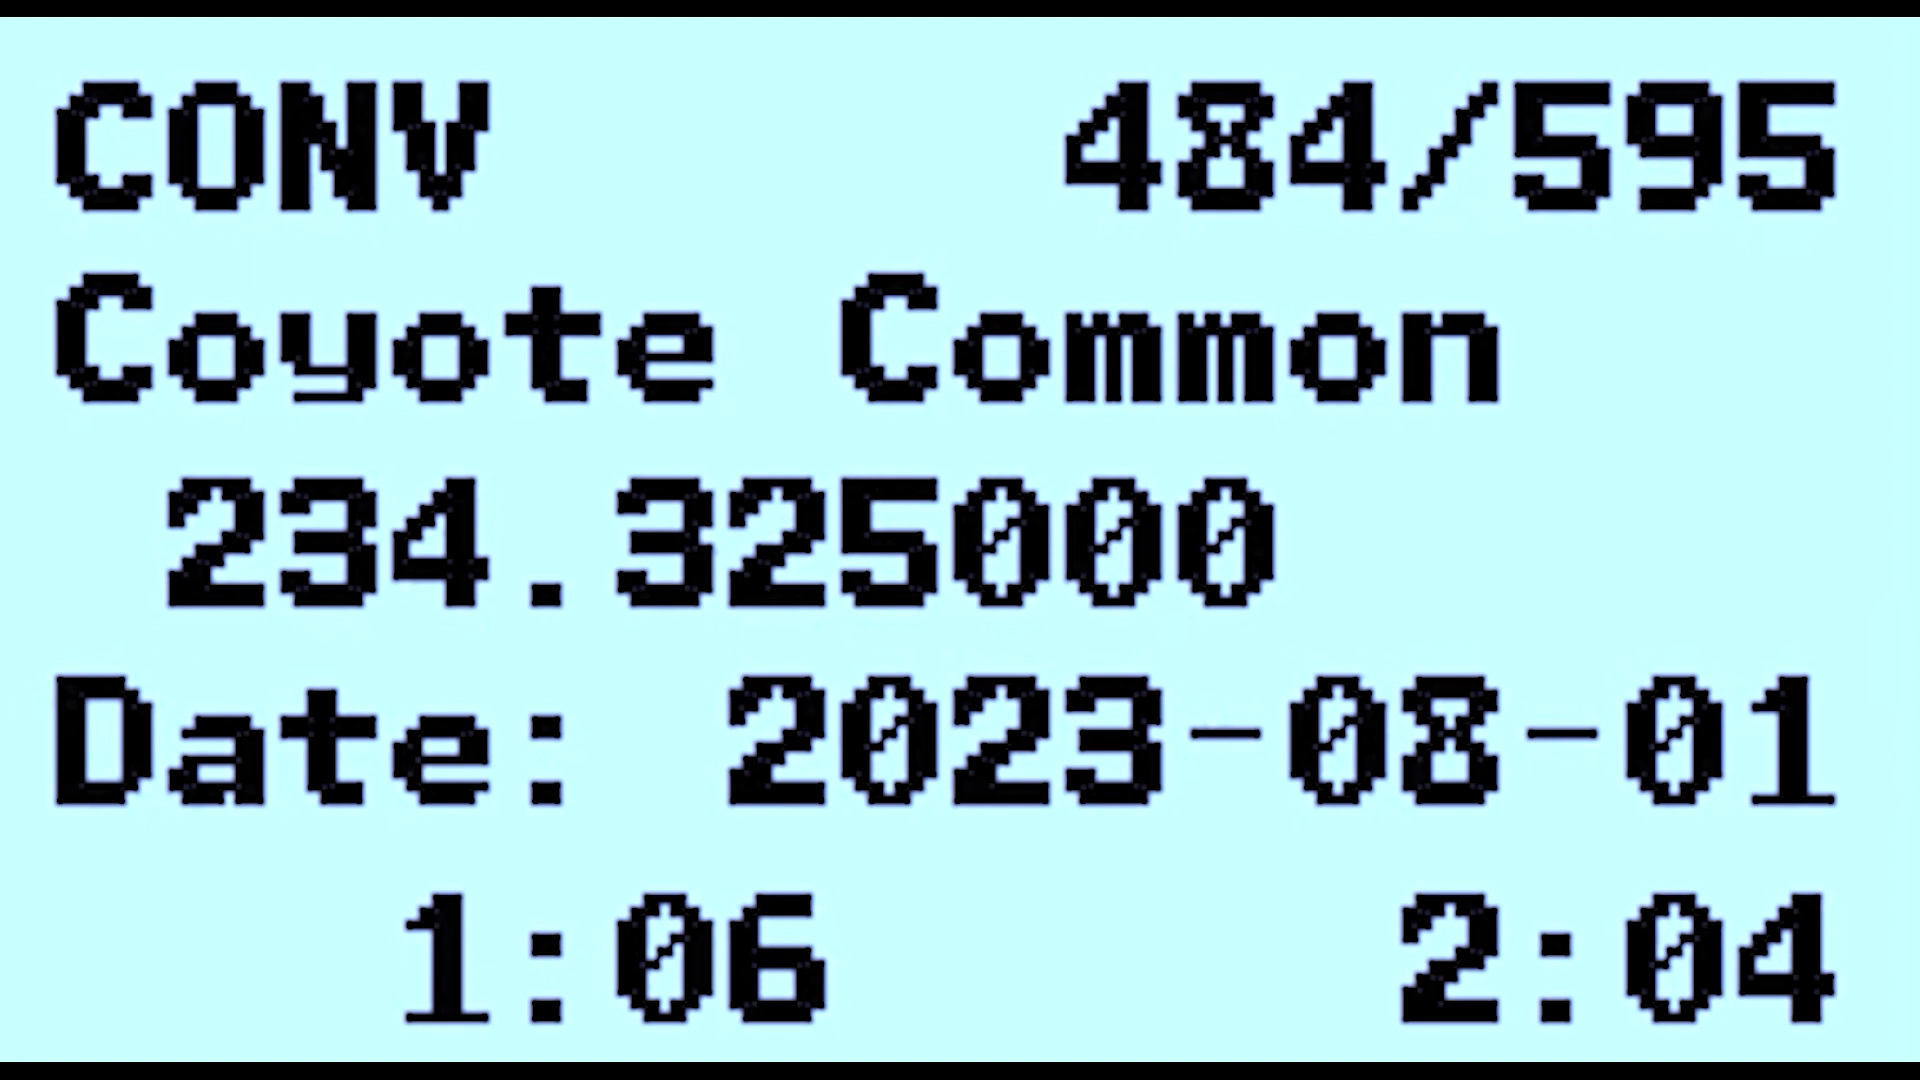 CONV 484/595
Coyote Common
234.325000
Date: 2023-08-01
1:06 2:04